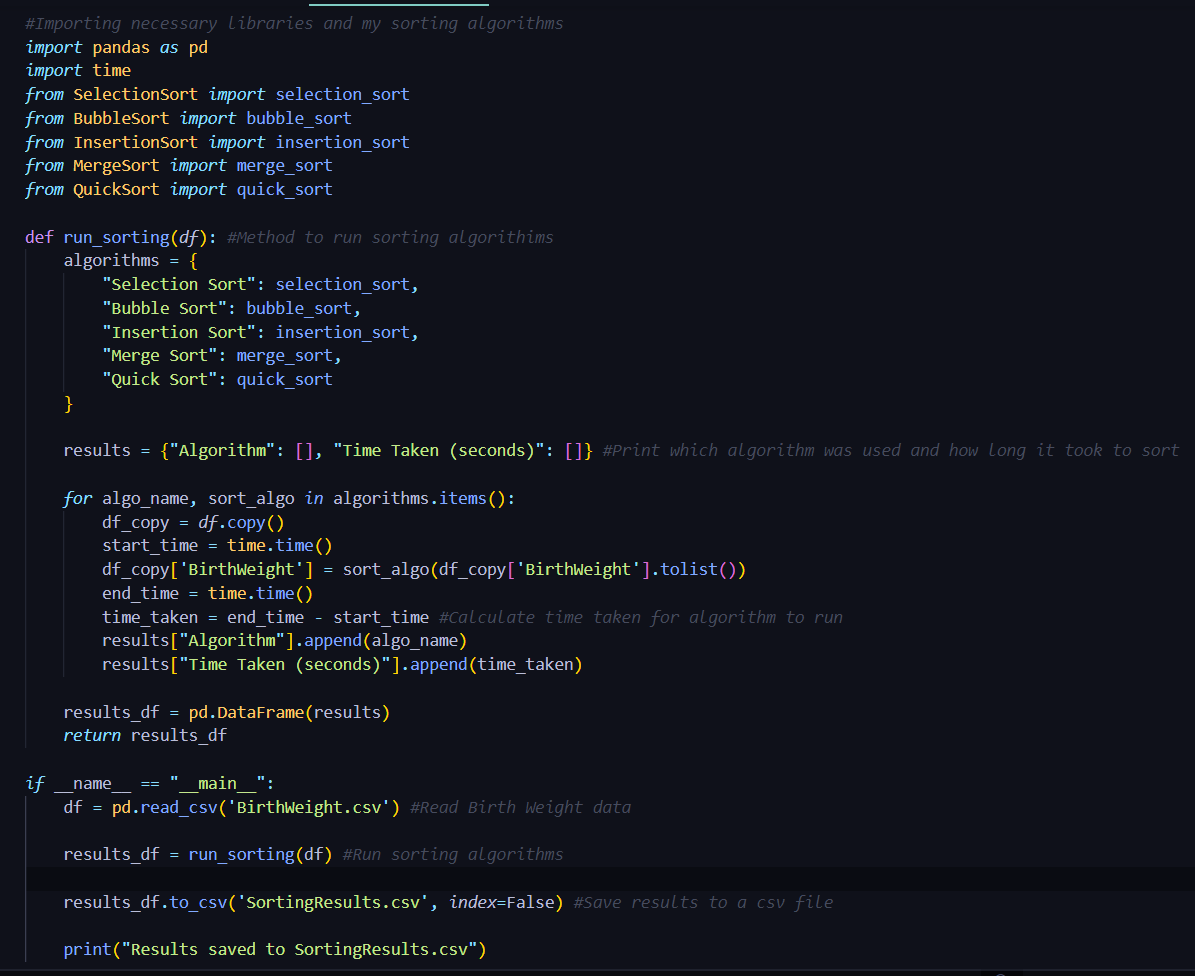 #Importing necessary libraries and my sorting algorithms
import pandas as pd
import time
from SelectionSort import selection_sort
from BubbleSort import bubble_sort
from InsertionSort import insertion_sort
from MergeSort import merge_sort
from QuickSort import quick_sort

def run_sorting(df): #Method to run sorting algorithims
    algorithms = {
        "Selection Sort": selection_sort,
        "Bubble Sort": bubble_sort,
        "Insertion Sort": insertion_sort,
        "Merge Sort": merge_sort,
        "Quick Sort": quick_sort
    }

    results = {"Algorithm": [], "Time Taken (seconds)": []} #Print which algorithm was used and how long it took to sort

    for algo_name, sort_algo in algorithms.items():
        df_copy = df.copy()
        start_time = time.time()
        df_copy['BirthWeight'] = sort_algo(df_copy['BirthWeight'].tolist())
        end_time = time.time()
        time_taken = end_time - start_time #Calculate time taken for algorithm to run
        results["Algorithm"].append(algo_name)
        results["Time Taken (seconds)"].append(time_taken)

    results_df = pd.DataFrame(results)
    return results_df

if __name__ == "__main__":
    df = pd.read_csv('BirthWeight.csv') #Read Birth Weight data

    results_df = run_sorting(df) #Run sorting algorithms

    results_df.to_csv('SortingResults.csv', index=False) #Save results to a csv file

    print("Results saved to SortingResults.csv")